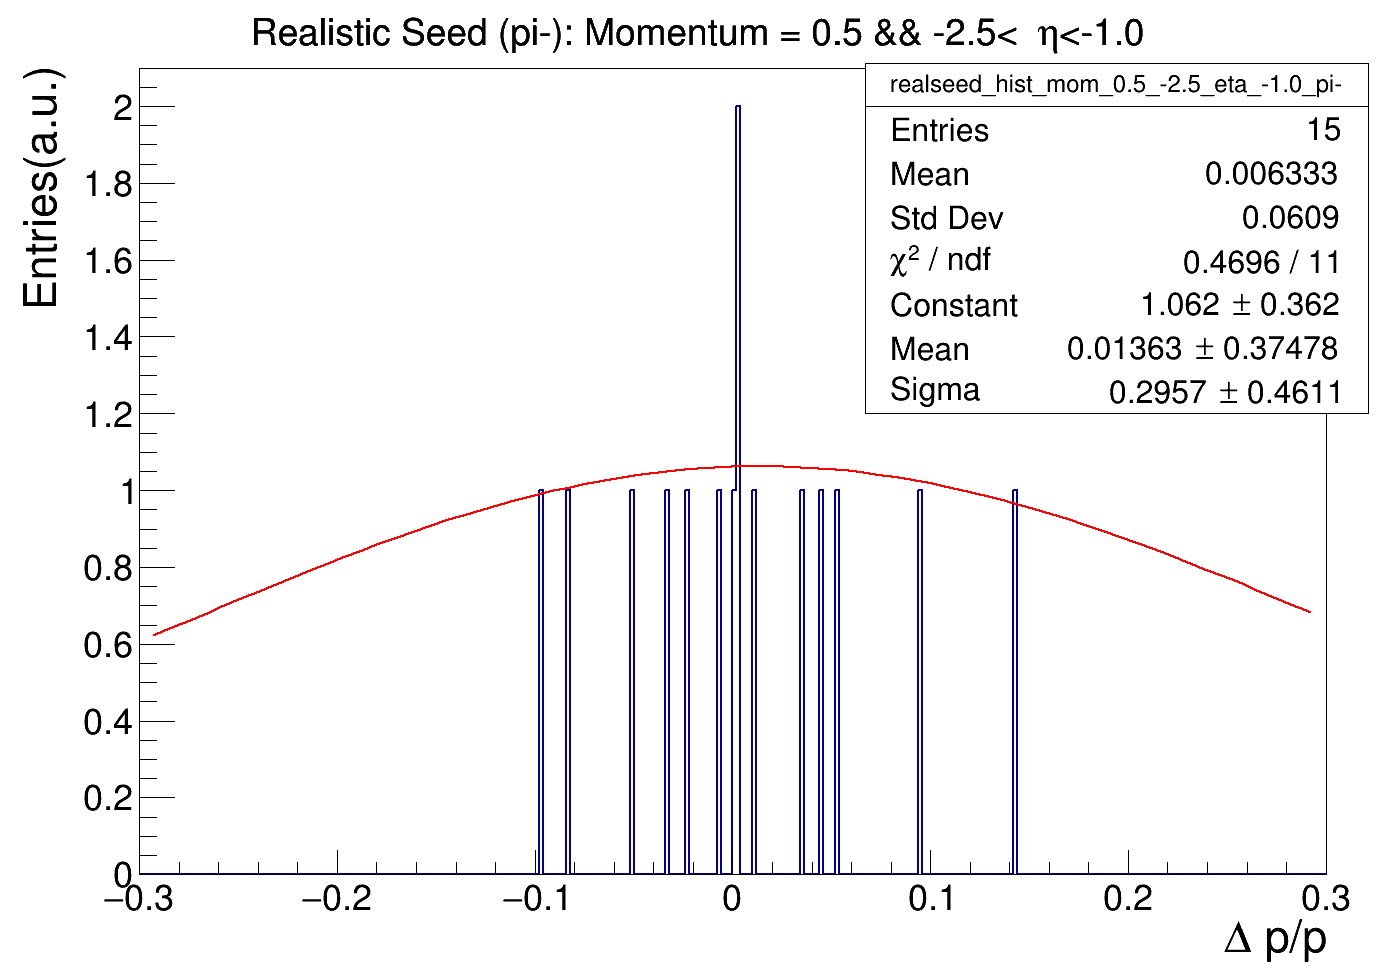 Realistic Seed (pi-): Momentum = 0.5 && -2.5< η<-1.0
realseed_hist_mom_0.5_-2.5_eta_-1.0_pi-
Entries 15
Mean 0.006333
Std Dev 0.0609
χ² / ndf 0.4696 / 11
Constant 1.062 ± 0.362
Mean 0.01363 ± 0.37478
Sigma 0.2957 ± 0.4611
Entries(a.u.)
2
1.8
1.6
1.4
1.2
1
0.8
0.6
0.4
0.2
0
−0.3 −0.2 −0.1 0 0.1 0.2 0.3
Δ p/p